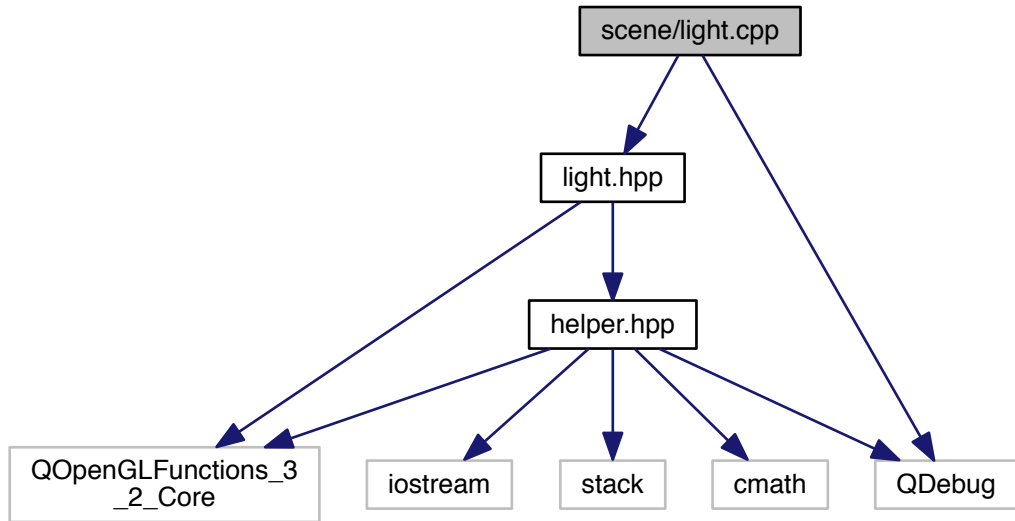 scene/light.cpp
light.hpp
helper.hpp
QOpenGLFunctions_3
_2_Core
iostream
stack
cmath
QDebug